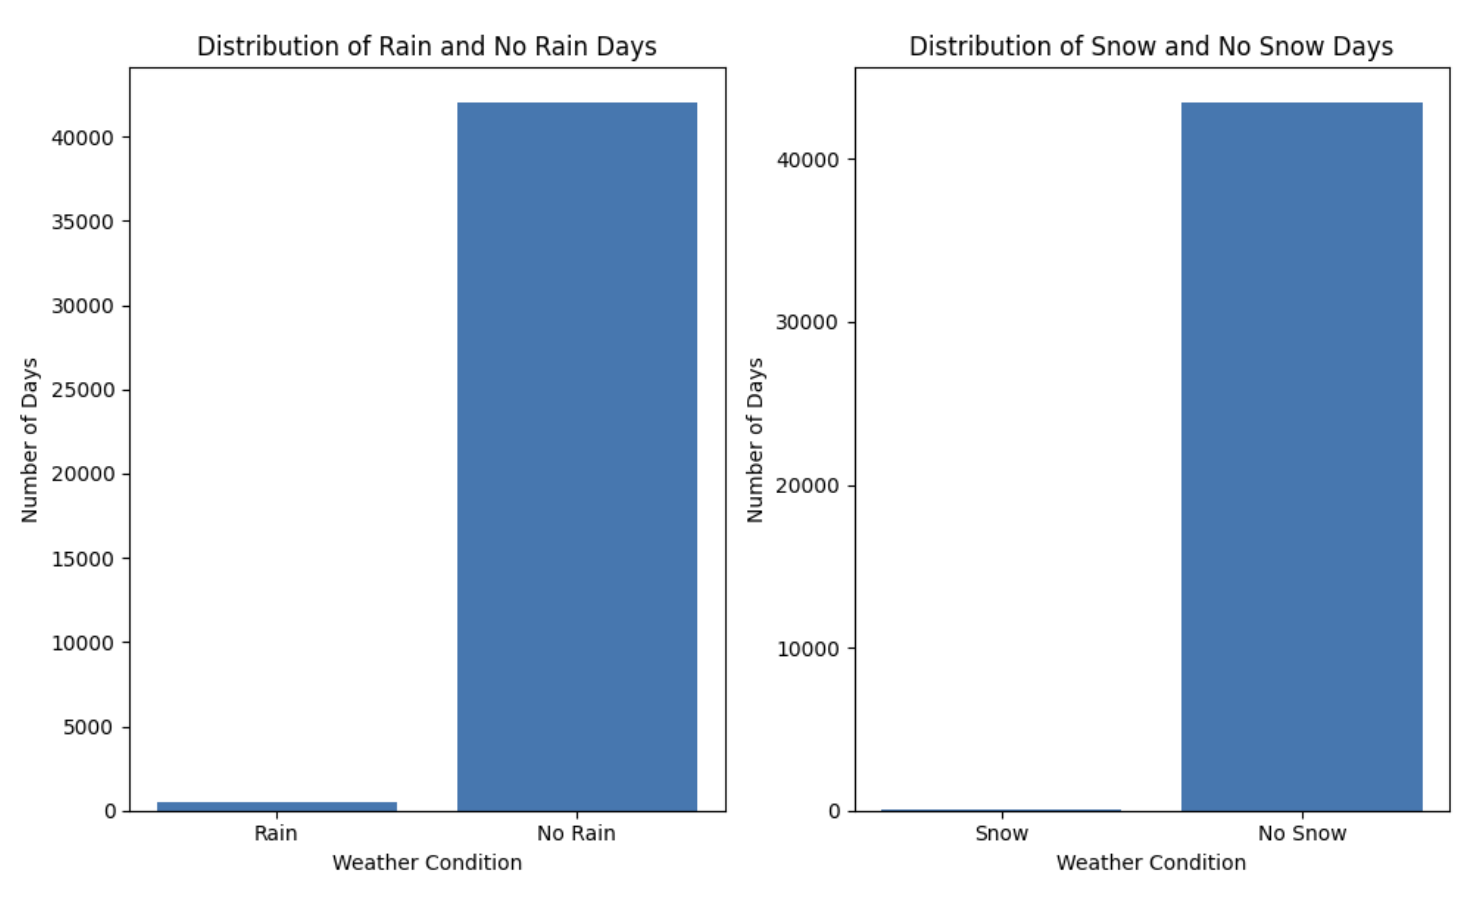 Distribution of Rain and No Rain Days
Number of Days
40000
35000
30000
25000
20000
15000
10000
5000
0
Rain
No Rain
Weather Condition
Distribution of Snow and No Snow Days
Number of Days
40000
30000
20000
10000
0
Snow
No Snow
Weather Condition